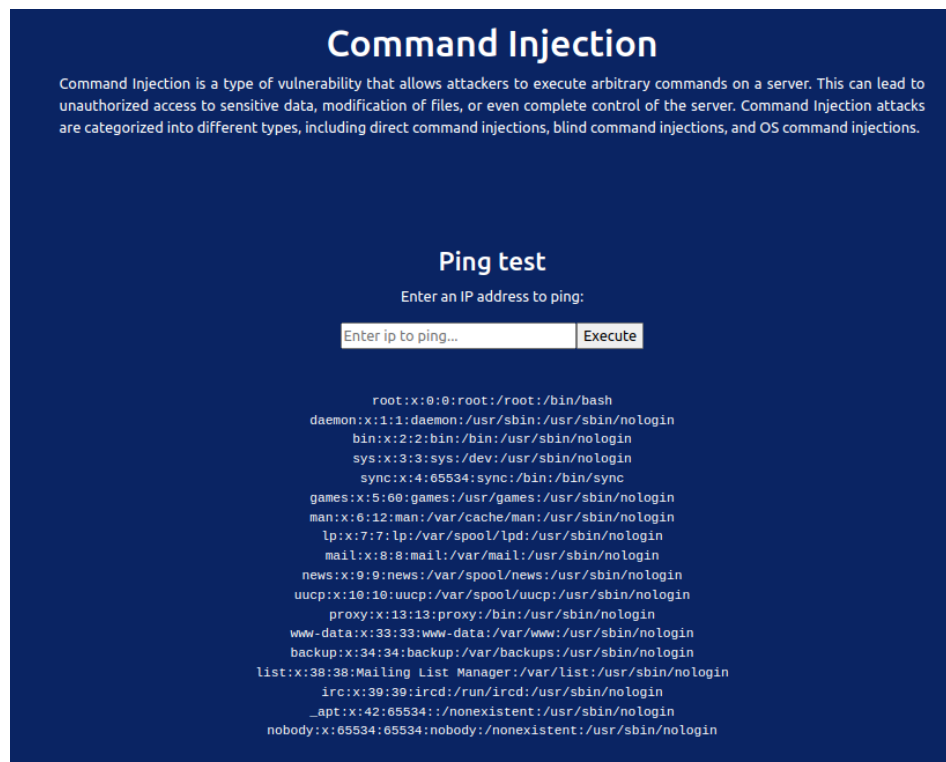 Command Injection
Command Injection is a type of vulnerability that allows attackers to execute arbitrary commands on a server. This can lead to
unauthorized access to sensitive data, modification of files, or even complete control of the server. Command Injection attacks
are categorized into different types, including direct command injections, blind command injections, and OS command injections.
Ping test
Enter an IP address to ping:
Enter ip to ping... Execute
root:x:0:0:root:/root:/bin/bash
daemon:x:1:1:daemon:/usr/sbin:/usr/sbin/nologin
bin:x:2:2:bin:/bin:/usr/sbin/nologin
sys:x:3:3:sys:/dev:/usr/sbin/nologin
sync:x:4:65534:sync:/bin:/bin/sync
games:x:5:60:games:/usr/games:/usr/sbin/nologin
man:x:6:12:man:/var/cache/man:/usr/sbin/nologin
lp:x:7:7:lp:/var/spool/lpd:/usr/sbin/nologin
mail:x:8:8:mail:/var/mail:/usr/sbin/nologin
news:x:9:9:news:/var/spool/news:/usr/sbin/nologin
uucp:x:10:10:uucp:/var/spool/uucp:/usr/sbin/nologin
proxy:x:13:13:proxy:/bin:/usr/sbin/nologin
www-data:x:33:33:www-data:/var/www:/usr/sbin/nologin
backup:x:34:34:backup:/var/backups:/usr/sbin/nologin
list:x:38:38:Mailing List Manager:/var/list:/usr/sbin/nologin
irc:x:39:39:ircd:/run/ircd:/usr/sbin/nologin
_apt:x:42:65534::/nonexistent:/usr/sbin/nologin
nobody:x:65534:65534:nobody:/nonexistent:/usr/sbin/nologin